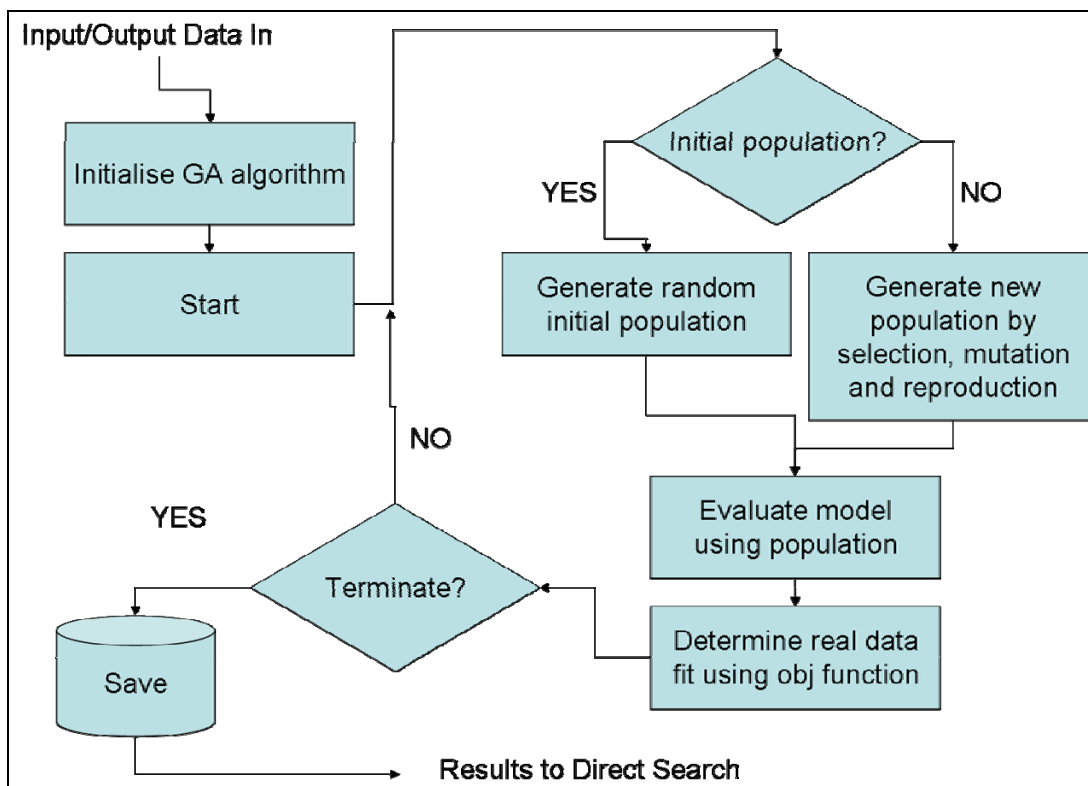 Input/Output Data In
Initialise GA algorithm
Start
Initial population?
YES
NO
Generate random
initial population
Generate new
population by
selection, mutation
and reproduction
Evaluate model
using population
Determine real data
fit using obj function
Terminate?
NO
YES
Save
Results to Direct Search